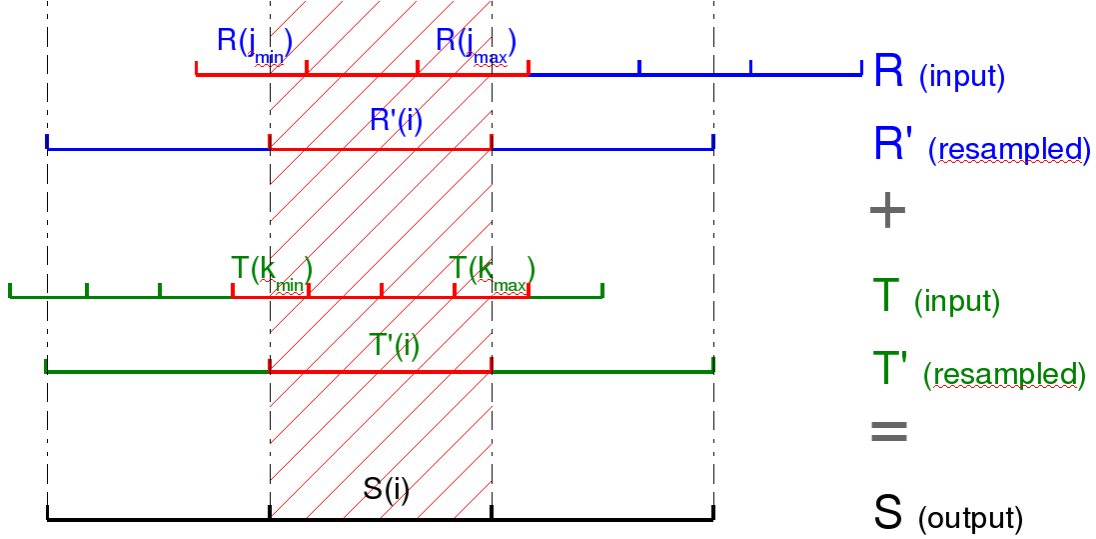 R(j_min) R(j_max)
R (input)
R'(i)
R' (resampled)
+
T(k_min) T(k_max)
T (input)
T'(i)
T' (resampled)
=
S(i)
S (output)